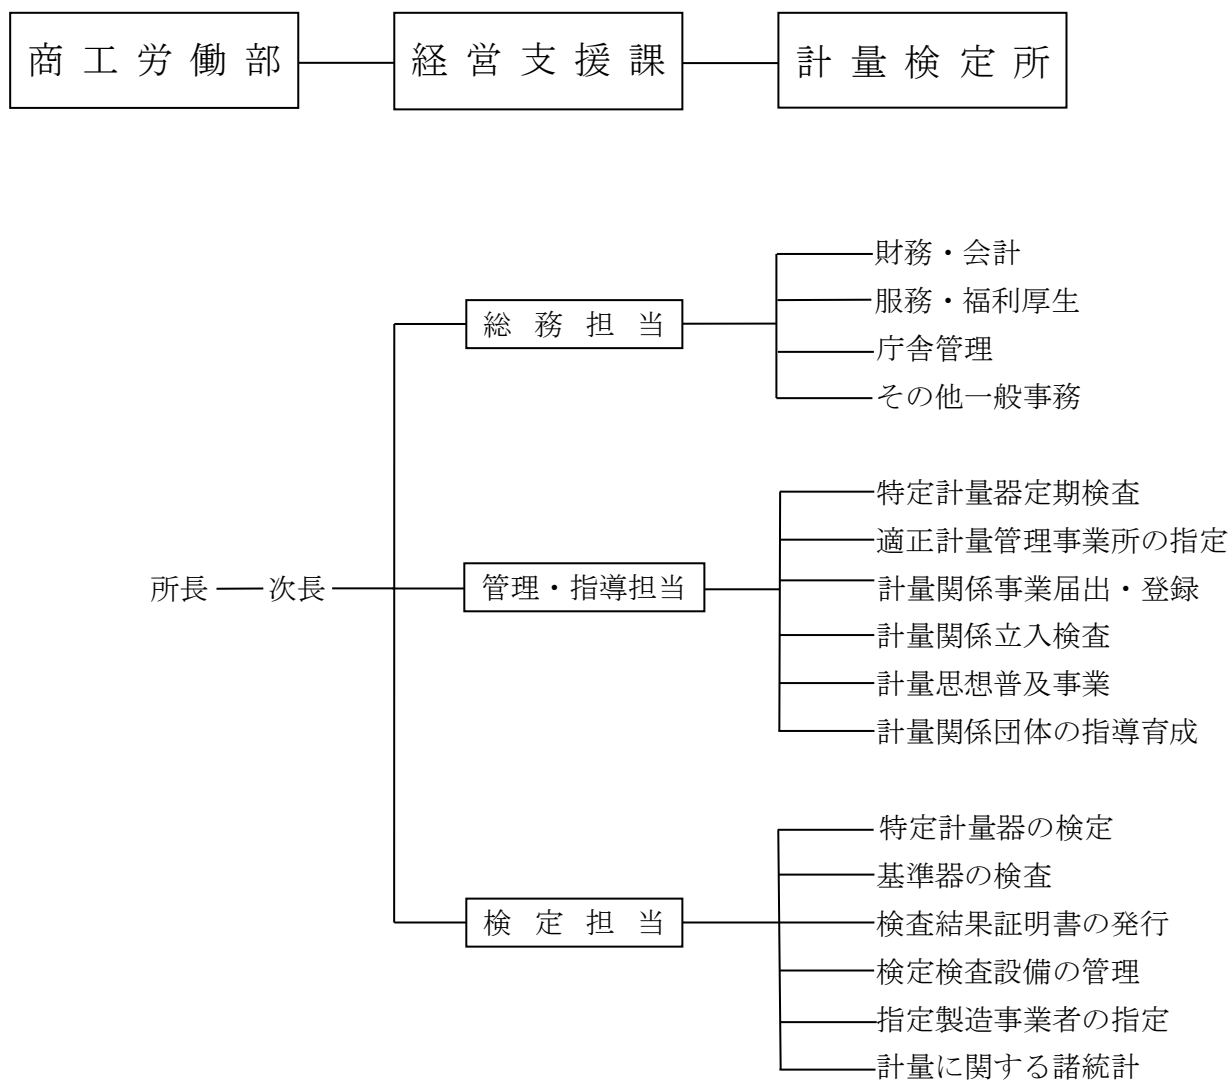 商工労働部
経営支援課
計量検定所
財務・会計
服務・福利厚生
総務担当
庁舎管理
その他一般事務
特定計量器定期検査
適正計量管理事業所の指定
所長
次長
管理・指導担当
計量関係事業届出・登録
計量関係立入検査
計量思想普及事業
計量関係団体の指導育成
特定計量器の検定
基準器の検査
検定担当
検査結果証明書の発行
検定検査設備の管理
指定製造事業者の指定
計量に関する諸統計